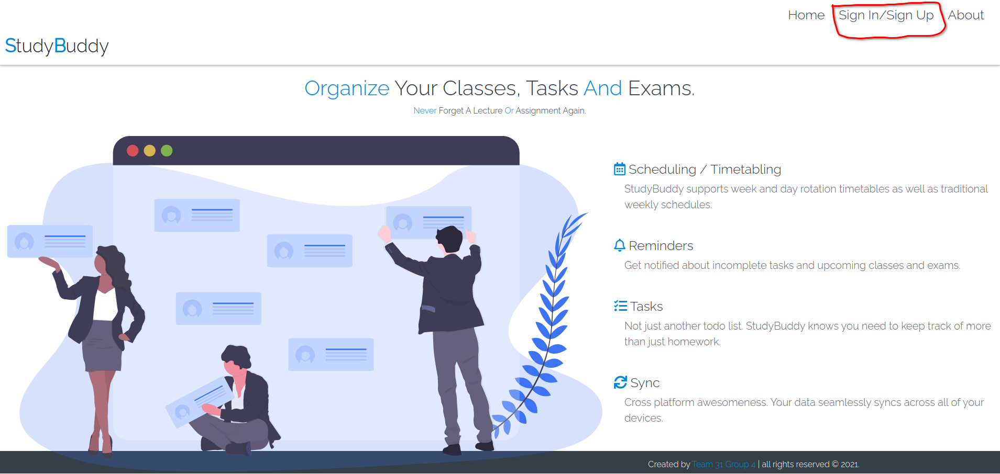 Home Sign In/Sign Up About
StudyBuddy
Organize Your Classes, Tasks And Exams.
Never Forget A Lecture Or Assignment Again.
Scheduling / Timetabling
StudyBuddy supports week and day rotation timetables as well as traditional
weekly schedules.
Reminders
Get notified about incomplete tasks and upcoming classes and exams.
Tasks
Not just another todo list. StudyBuddy knows you need to keep track of more
than just homework.
Sync
Cross platform awesomeness. Your data seamlessly syncs across all of your
devices.
Created by Team 31 Group 4 | all rights reserved © 2021.